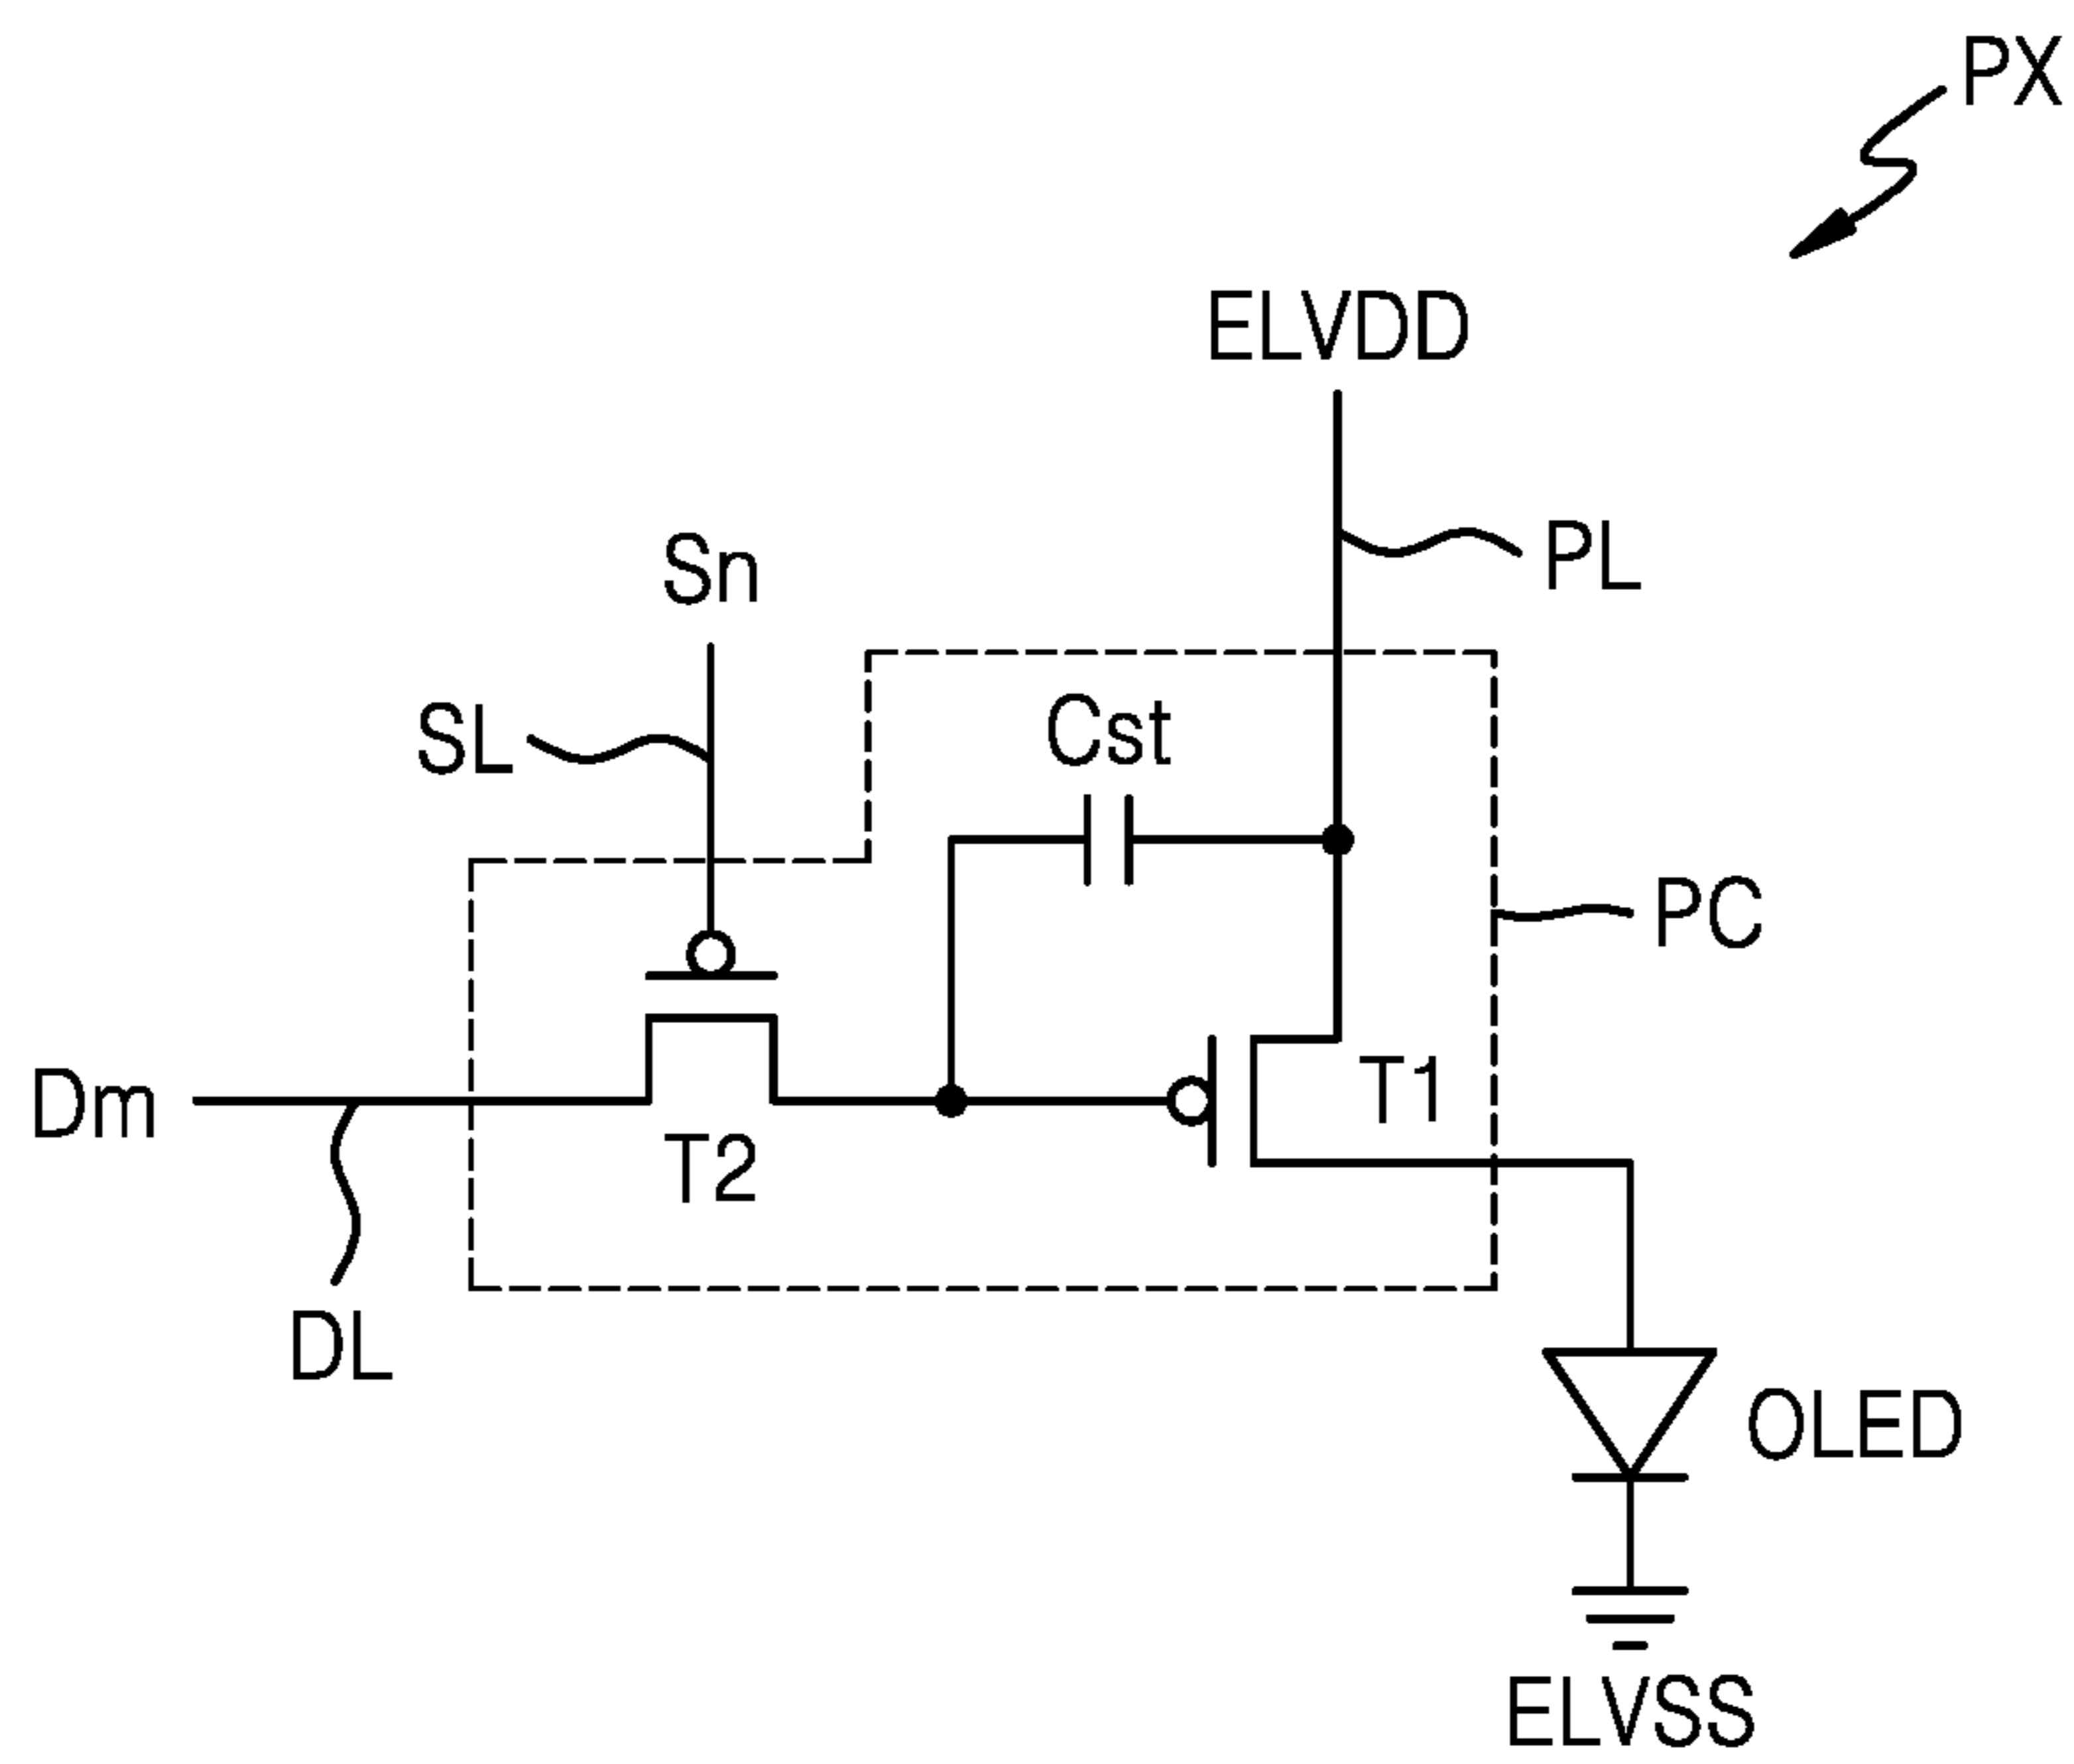 PX
ELVDD
Sn
PL
SL
Cst
PC
Dm
T1
T2
DL
OLED
ELVSS